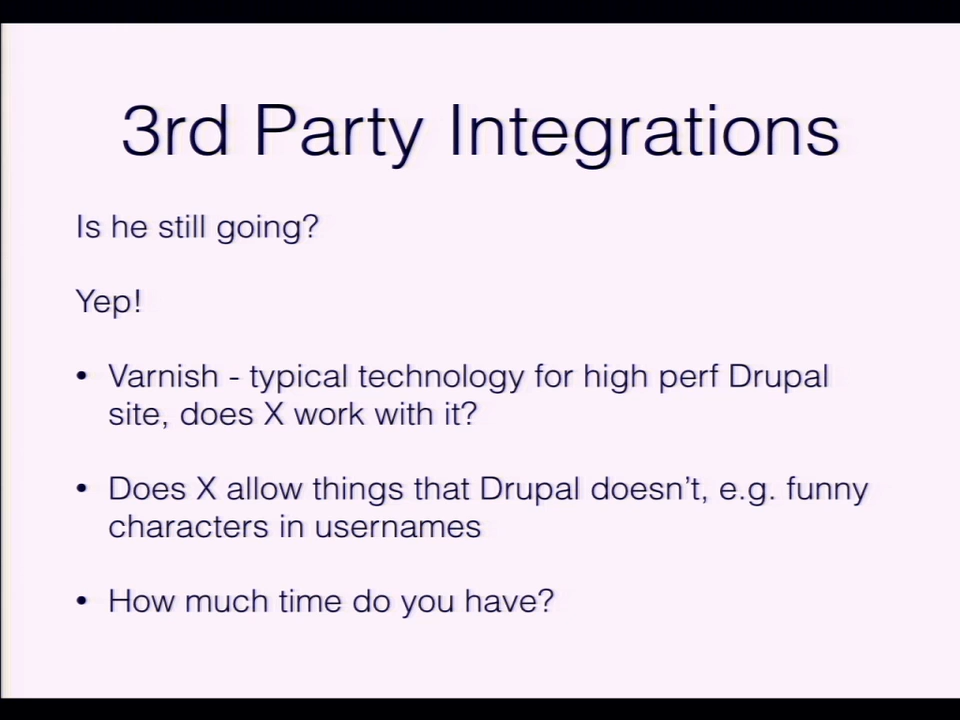 3rd Party Integrations
Is he still going?
Yep!
• Varnish - typical technology for high perf Drupal
site, does X work with it?
• Does X allow things that Drupal doesn’t, e.g. funny
characters in usernames
• How much time do you have?